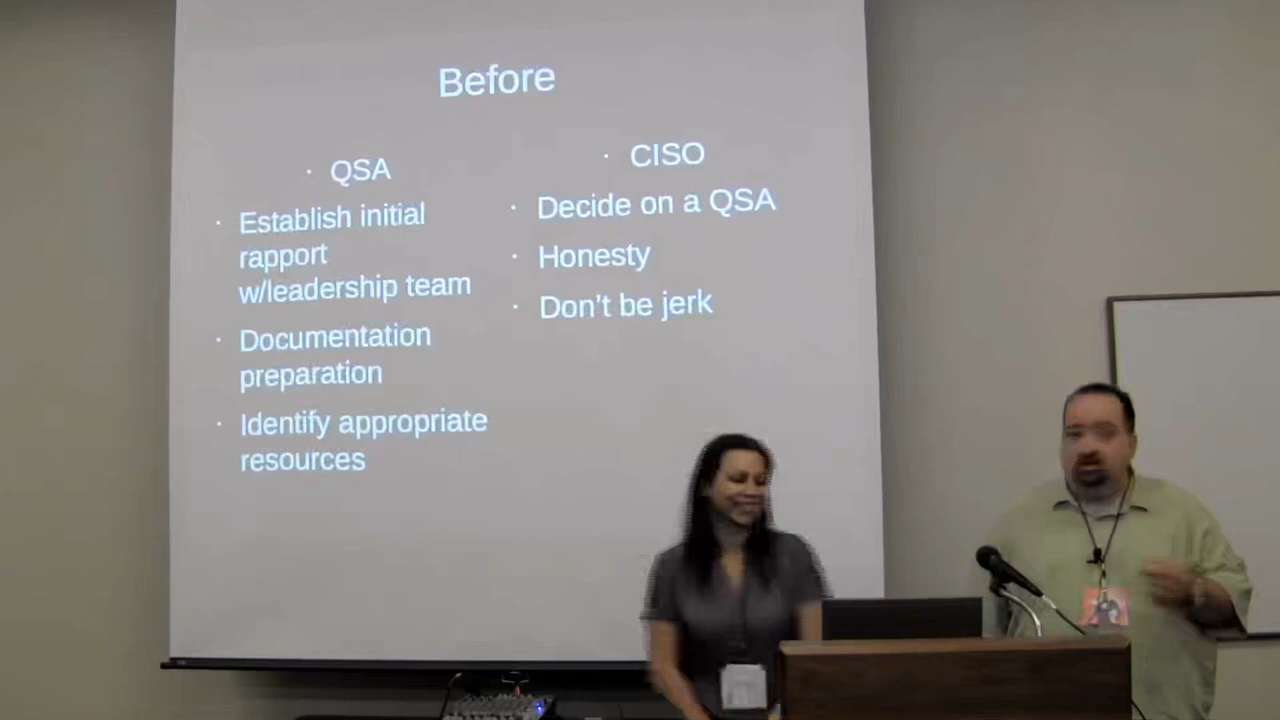 Before
· QSA
· Establish initial
rapport
w/leadership team
· Documentation
preparation
· Identify appropriate
resources
· CISO
· Decide on a QSA
· Honesty
· Don't be jerk